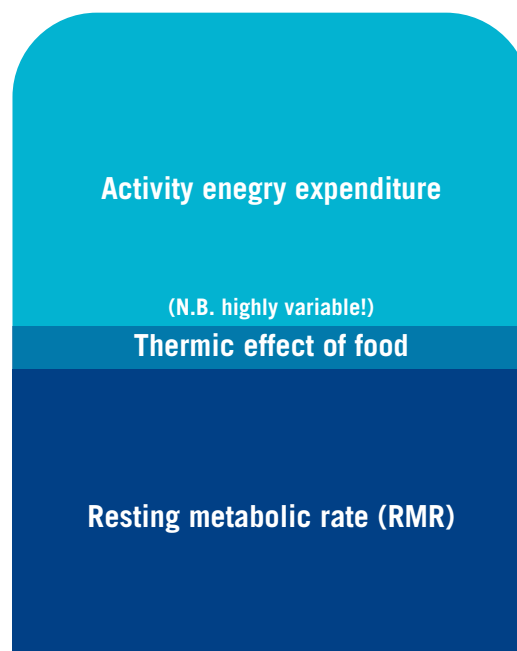 Activity enegry expenditure
(N.B. highly variable!)
Thermic effect of food
Resting metabolic rate (RMR)